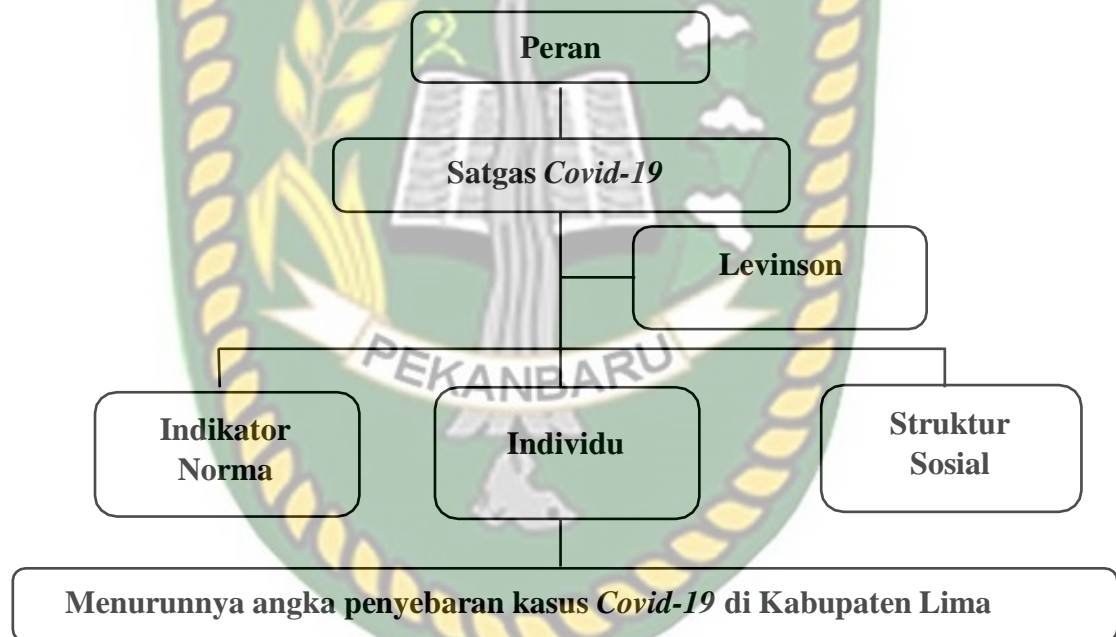 Peran
Satgas Covid-19
Levinson
PEKANBARU
Indikator
Norma
Individu
Struktur
Sosial
Menurunnya angka penyebaran kasus Covid-19 di Kabupaten Lima